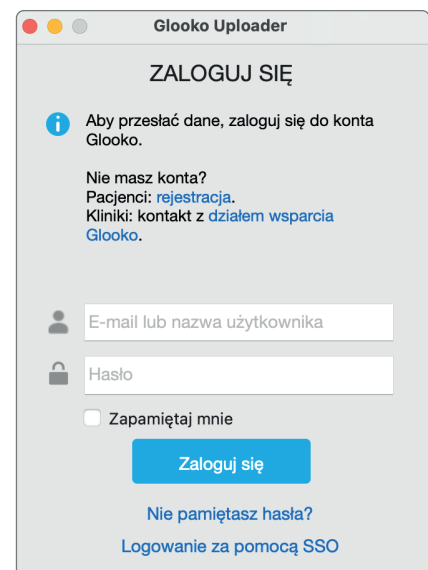 Glooko Uploader
ZALOGUJ SIĘ
Aby przesłać dane, zaloguj się do konta
Glooko.
Nie masz konta?
Pacjenci: rejestracja.
Kliniki: kontakt z działem wsparcia
Glooko.
E-mail lub nazwa użytkownika
Hasło
Zapamiętaj mnie
Zaloguj się
Nie pamiętasz hasła?
Logowanie za pomocą SSO